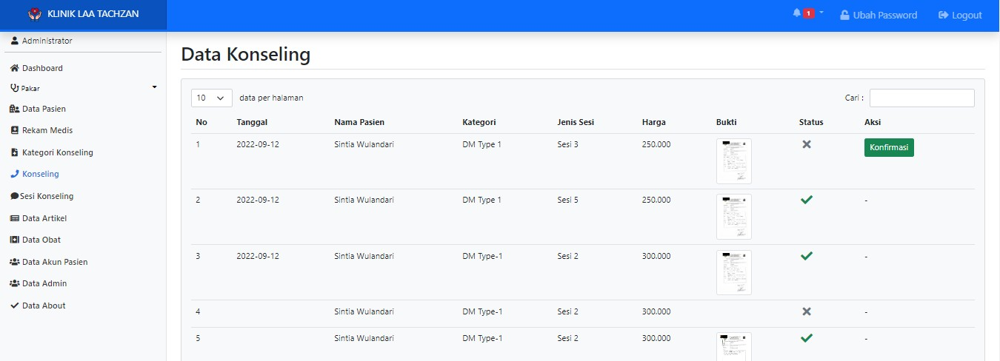 KLINIK LAA TACHZAN
1
Ubah Password
Logout
Administrator
Dashboard
Pakar
Data Pasien
Rekam Medis
Kategori Konseling
Konseling
Sesi Konseling
Data Artikel
Data Obat
Data Akun Pasien
Data Admin
Data About
Data Konseling
10 data per halaman
Cari :
No Tanggal Nama Pasien Kategori Jenis Sesi Harga Bukti Status Aksi
1 2022-09-12 Sintia Wulandari DM Type 1 Sesi 3 250.000 Konfirmasi
2 2022-09-12 Sintia Wulandari DM Type 1 Sesi 5 250.000 -
3 2022-09-12 Sintia Wulandari DM Type-1 Sesi 2 300.000 -
4 Sintia Wulandari DM Type-1 Sesi 2 300.000 -
5 Sintia Wulandari DM Type-1 Sesi 2 300.000 -